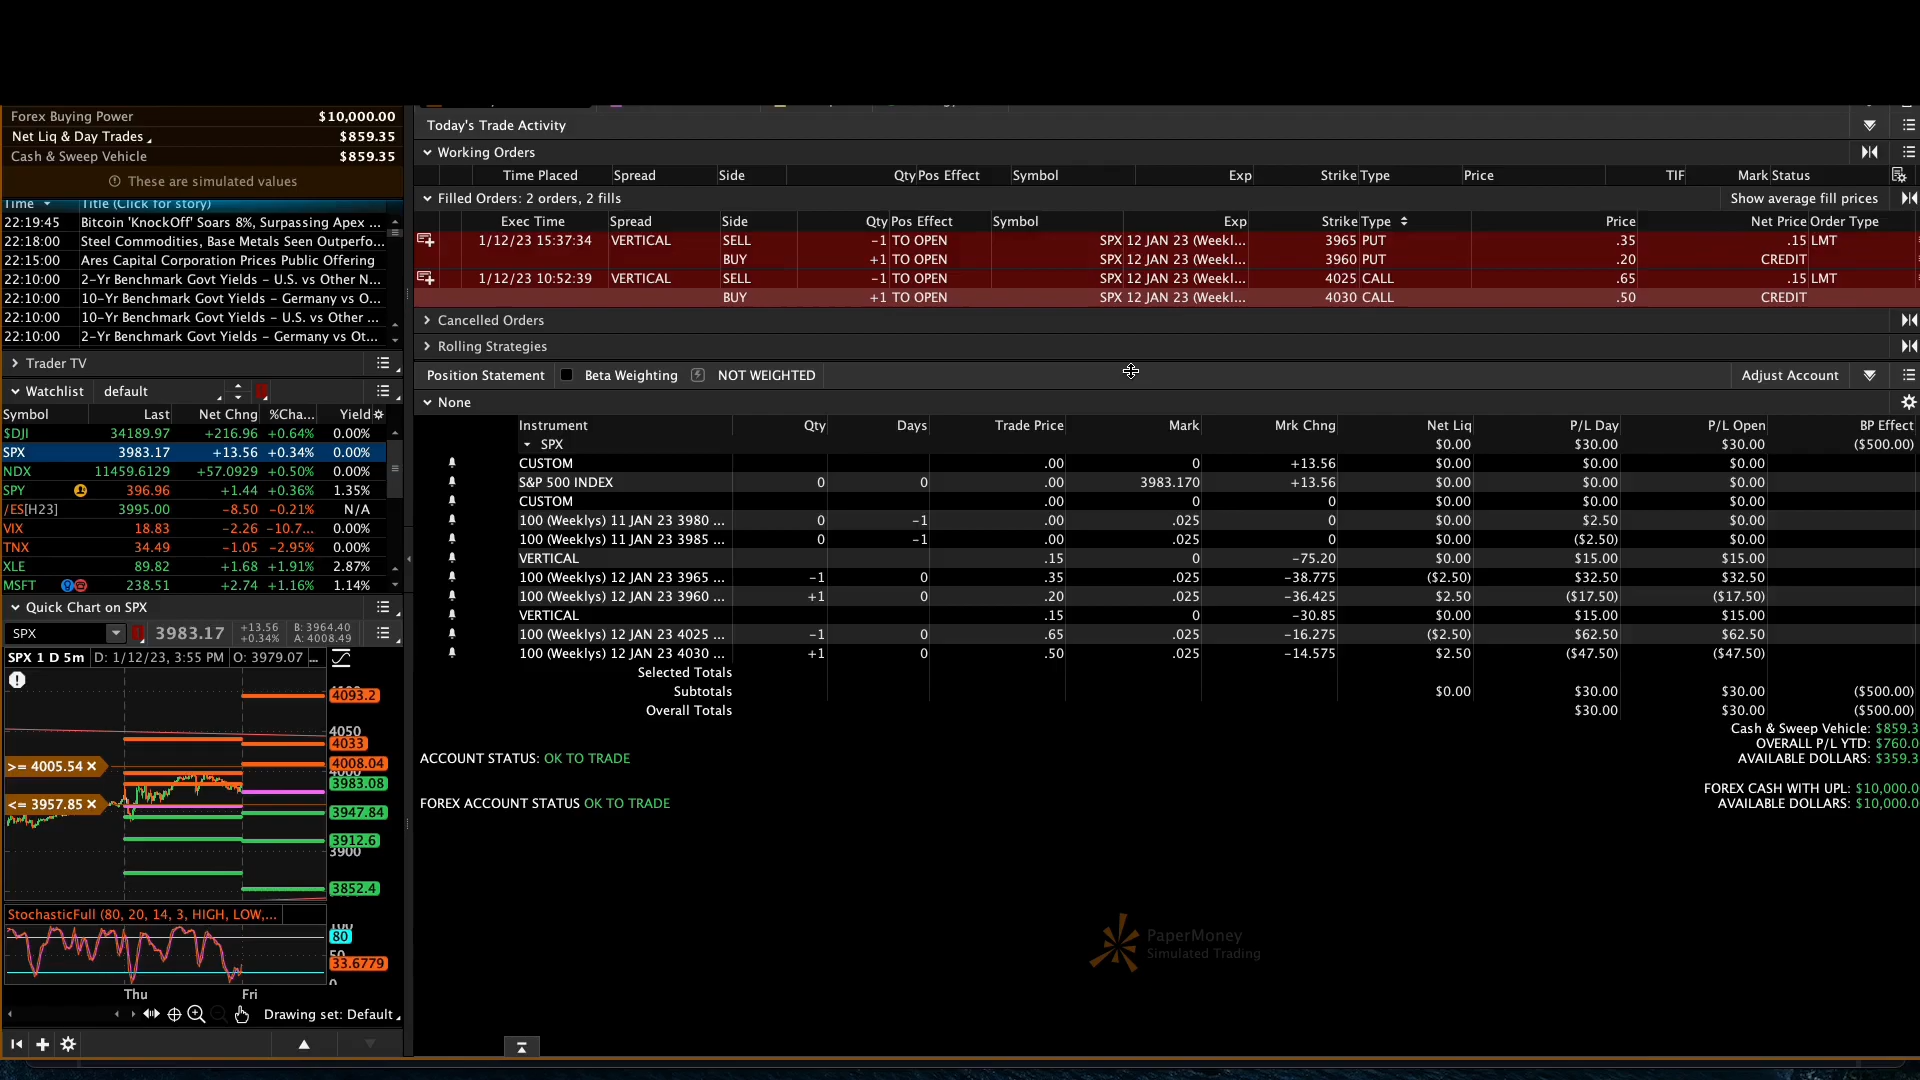 Forex Buying Power $10,000.00
Net Liq & Day Trades $859.35
Cash & Sweep Vehicle $859.35
These are simulated values
Time Title (Click for story)
22:19:45 Bitcoin 'KnockOff' Soars 8%, Surpassing Apex ...
22:18:00 Steel Commodities, Base Metals Seen Outperfo...
22:15:00 Ares Capital Corporation Prices Public Offering
22:10:00 2-Yr Benchmark Govt Yields – U.S. vs Other N...
22:10:00 10-Yr Benchmark Govt Yields – Germany vs O...
22:10:00 10-Yr Benchmark Govt Yields – U.S. vs Other ...
22:10:00 2-Yr Benchmark Govt Yields – Germany vs Ot...
Trader TV
Watchlist default
Symbol Last Net Chng %Cha... Yield
$DJI 34189.97 +216.96 +0.64% 0.00%
SPX 3983.17 +13.56 +0.34% 0.00%
NDX 11459.6129 +57.0929 +0.50% 0.00%
SPY 396.96 +1.44 +0.36% 1.35%
/ES[H23] 3995.00 -8.50 -0.21% N/A
VIX 18.83 -2.26 -10.7... 0.00%
TNX 34.49 -1.05 -2.95% 0.00%
XLE 89.82 +1.68 +1.91% 2.87%
MSFT 238.51 +2.74 +1.16% 1.14%
Quick Chart on SPX
SPX 3983.17 +13.56 +0.34% B: 3964.40 A: 4008.49
SPX 1 D 5m D: 1/12/23, 3:55 PM O: 3979.07 ...
4093.2
4050
4033
4008.04
>= 4005.54 ×
3983.08
<= 3957.85 ×
3947.84
3912.6
3900
3852.4
StochasticFull (80, 20, 14, 3, HIGH, LOW,...
100
80
50
33.6779
0
Thu Fri
Drawing set: Default
Today's Trade Activity
Working Orders
Time Placed Spread Side Qty Pos Effect Symbol Exp Strike Type Price TIF Mark Status
Filled Orders: 2 orders, 2 fills Show average fill prices
Exec Time Spread Side Qty Pos Effect Symbol Exp Strike Type Price Net Price Order Type
1/12/23 15:37:34 VERTICAL SELL -1 TO OPEN SPX 12 JAN 23 (Weekl... 3965 PUT .35 .15 LMT
BUY +1 TO OPEN SPX 12 JAN 23 (Weekl... 3960 PUT .20 CREDIT
1/12/23 10:52:39 VERTICAL SELL -1 TO OPEN SPX 12 JAN 23 (Weekl... 4025 CALL .65 .15 LMT
BUY +1 TO OPEN SPX 12 JAN 23 (Weekl... 4030 CALL .50 CREDIT
Cancelled Orders
Rolling Strategies
Position Statement Beta Weighting NOT WEIGHTED Adjust Account
None
Instrument Qty Days Trade Price Mark Mrk Chng Net Liq P/L Day P/L Open BP Effect
SPX $0.00 $30.00 $30.00 ($500.00)
CUSTOM .00 0 +13.56 $0.00 $0.00 $0.00
S&P 500 INDEX 0 0 .00 3983.170 +13.56 $0.00 $0.00 $0.00
CUSTOM .00 0 0 $0.00 $0.00 $0.00
100 (Weeklys) 11 JAN 23 3980 ... 0 -1 .00 .025 0 $0.00 $2.50 $0.00
100 (Weeklys) 11 JAN 23 3985 ... 0 -1 .00 .025 0 $0.00 ($2.50) $0.00
VERTICAL .15 0 -75.20 $0.00 $15.00 $15.00
100 (Weeklys) 12 JAN 23 3965 ... -1 0 .35 .025 -38.775 ($2.50) $32.50 $32.50
100 (Weeklys) 12 JAN 23 3960 ... +1 0 .20 .025 -36.425 $2.50 ($17.50) ($17.50)
VERTICAL .15 0 -30.85 $0.00 $15.00 $15.00
100 (Weeklys) 12 JAN 23 4025 ... -1 0 .65 .025 -16.275 ($2.50) $62.50 $62.50
100 (Weeklys) 12 JAN 23 4030 ... +1 0 .50 .025 -14.575 $2.50 ($47.50) ($47.50)
Selected Totals
Subtotals $0.00 $30.00 $30.00 ($500.00)
Overall Totals $30.00 $30.00 ($500.00)
Cash & Sweep Vehicle: $859.3
OVERALL P/L YTD: $760.0
ACCOUNT STATUS: OK TO TRADE AVAILABLE DOLLARS: $359.3
FOREX CASH WITH UPL: $10,000.0
FOREX ACCOUNT STATUS OK TO TRADE AVAILABLE DOLLARS: $10,000.0
PaperMoney
Simulated Trading